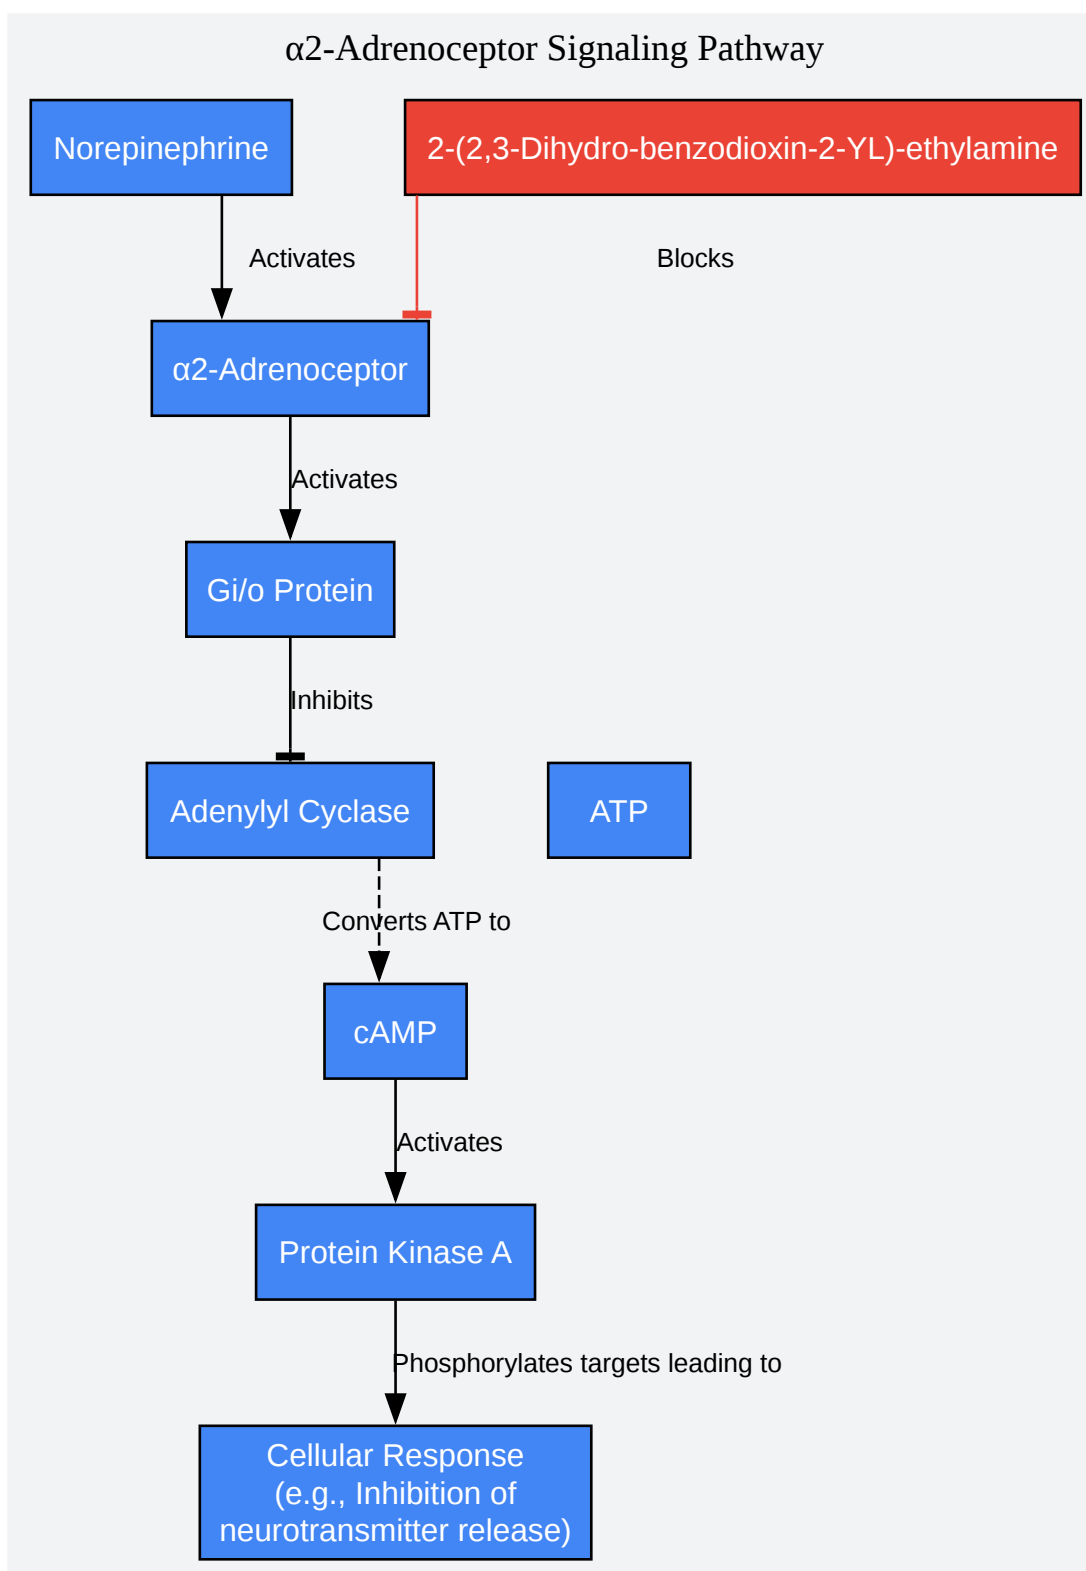 α2-Adrenoceptor Signaling Pathway
Norepinephrine
2-(2,3-Dihydro-benzodioxin-2-YL)-ethylamine
Activates
Blocks
α2-Adrenoceptor
Activates
Gi/o Protein
Inhibits
Adenylyl Cyclase
ATP
Converts ATP to
cAMP
Activates
Protein Kinase A
Phosphorylates targets leading to
Cellular Response
(e.g., Inhibition of
neurotransmitter release)